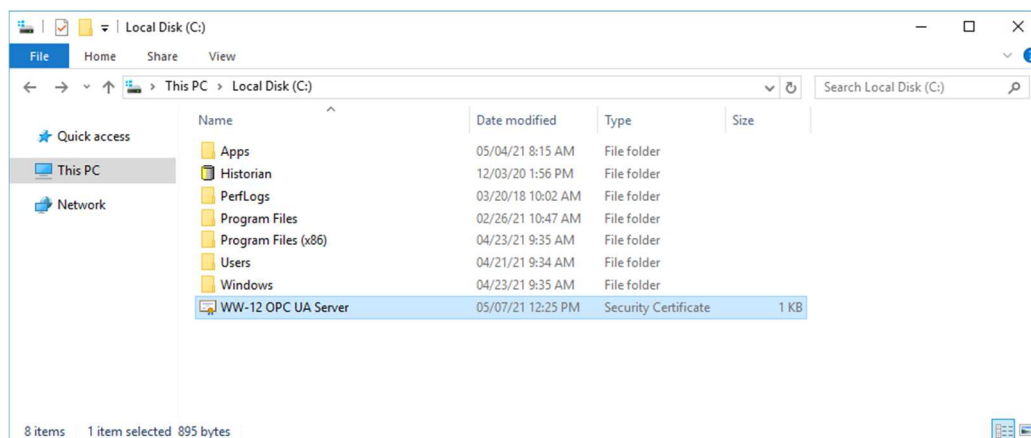 Local Disk (C:)
File Home Share View
This PC > Local Disk (C:) Search Local Disk (C:)
Name Date modified Type Size
Quick access
This PC
Network
Apps 05/04/21 8:15 AM File folder
Historian 12/03/20 1:56 PM File folder
PerfLogs 03/20/18 10:02 AM File folder
Program Files 02/26/21 10:47 AM File folder
Program Files (x86) 04/23/21 9:35 AM File folder
Users 04/21/21 9:34 AM File folder
Windows 04/23/21 9:35 AM File folder
WW-12 OPC UA Server 05/07/21 12:25 PM Security Certificate 1 KB
8 items 1 item selected 895 bytes